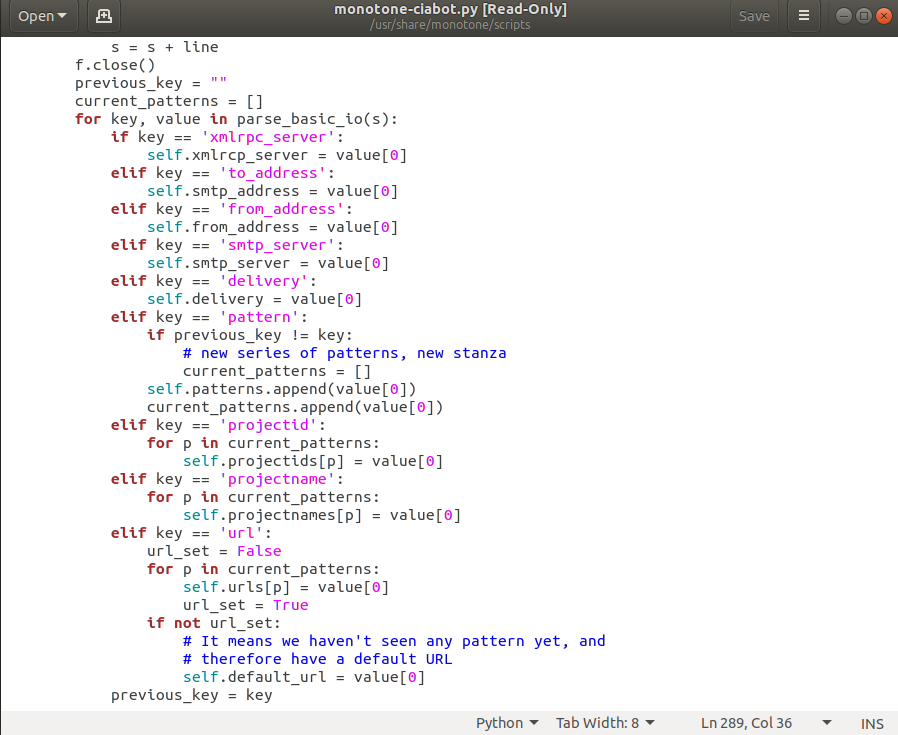 Open
monotone-ciabot.py [Read-Only]
/usr/share/monotone/scripts
Save
            s = s + line
        f.close()
        previous_key = ""
        current_patterns = []
        for key, value in parse_basic_io(s):
            if key == 'xmlrpc_server':
                self.xmlrcp_server = value[0]
            elif key == 'to_address':
                self.smtp_address = value[0]
            elif key == 'from_address':
                self.from_address = value[0]
            elif key == 'smtp_server':
                self.smtp_server = value[0]
            elif key == 'delivery':
                self.delivery = value[0]
            elif key == 'pattern':
                if previous_key != key:
                    # new series of patterns, new stanza
                    current_patterns = []
                self.patterns.append(value[0])
                current_patterns.append(value[0])
            elif key == 'projectid':
                for p in current_patterns:
                    self.projectids[p] = value[0]
            elif key == 'projectname':
                for p in current_patterns:
                    self.projectnames[p] = value[0]
            elif key == 'url':
                url_set = False
                for p in current_patterns:
                    self.urls[p] = value[0]
                    url_set = True
                if not url_set:
                    # It means we haven't seen any pattern yet, and
                    # therefore have a default URL
                    self.default_url = value[0]
            previous_key = key
Python
Tab Width: 8
Ln 289, Col 36
INS